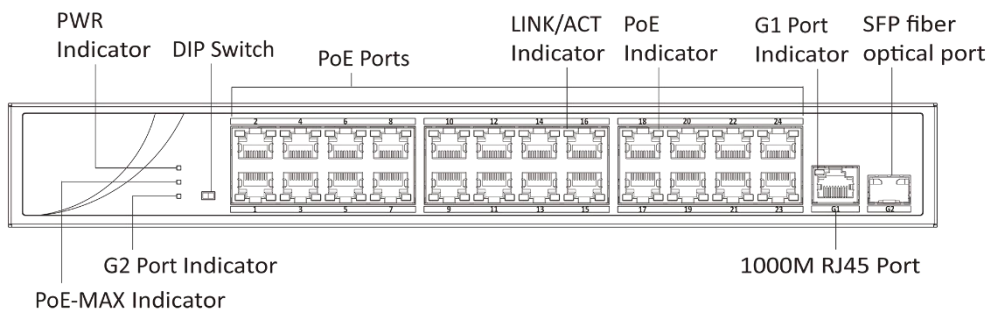 PWR
Indicator
DIP Switch
PoE Ports
LINK/ACT
Indicator
PoE
Indicator
G1 Port
Indicator
SFP fiber
optical port
2 4 6 8 10 12 14 16 18 20 22 24
1 3 5 7 9 11 13 15 17 19 21 23 G1 G2
G2 Port Indicator
1000M RJ45 Port
PoE-MAX Indicator